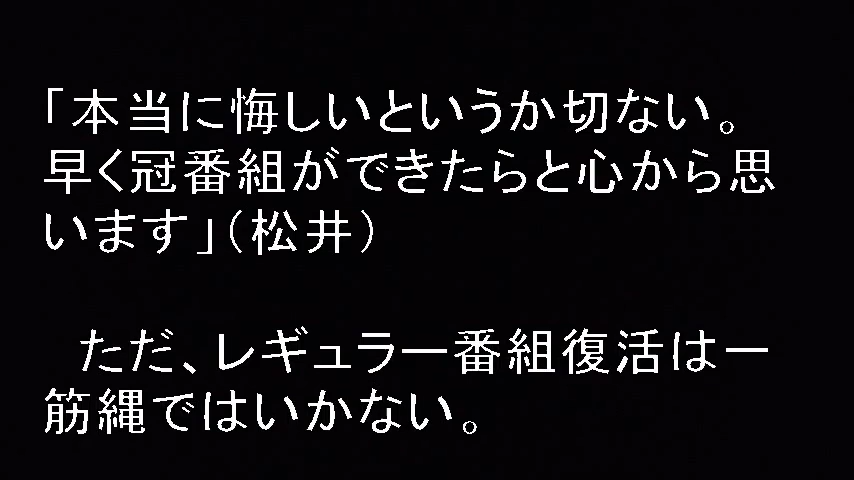 「本当に悔しいというか切ない。
早く冠番組ができたらと心から思
います」（松井）
　ただ、レギュラー番組復活は一
筋縄ではいかない。